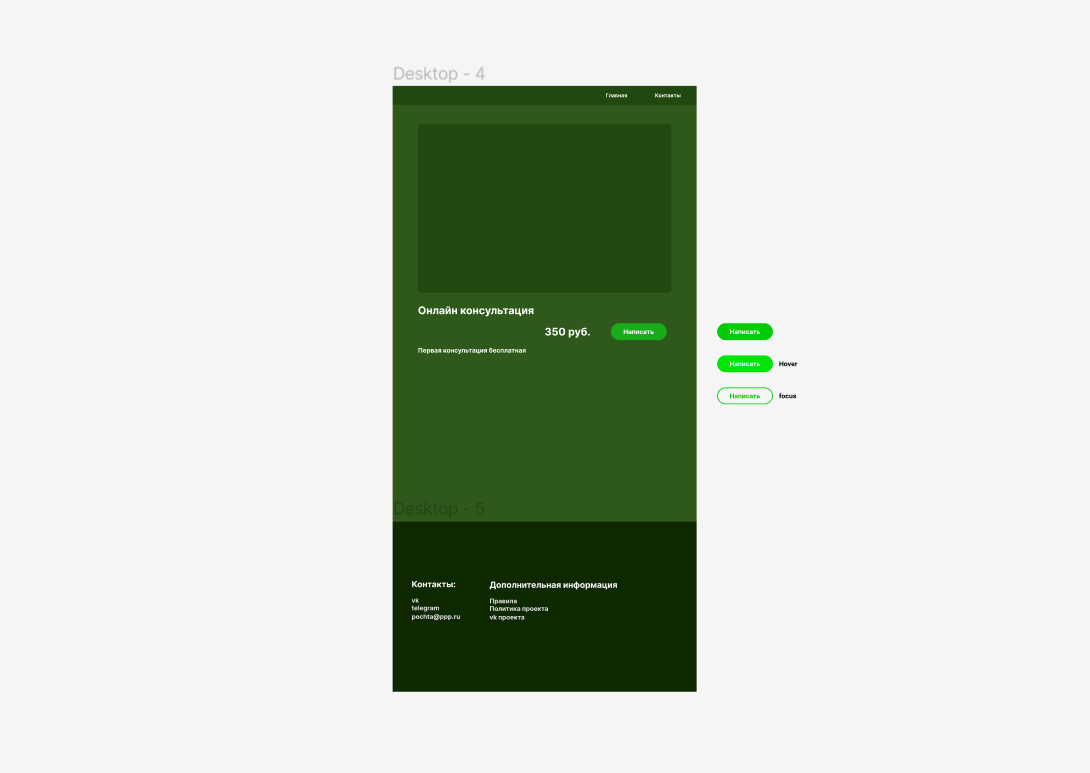 Desktop - 4
Главная Контакты
Онлайн консультация
350 руб. Написать
Первая консультация бесплатная
Написать
Написать Hover
Написать focus
Desktop - 5
Контакты:
vk
telegram
pochta@ppp.ru
Дополнительная информация
Правила
Политика проекта
vk проекта